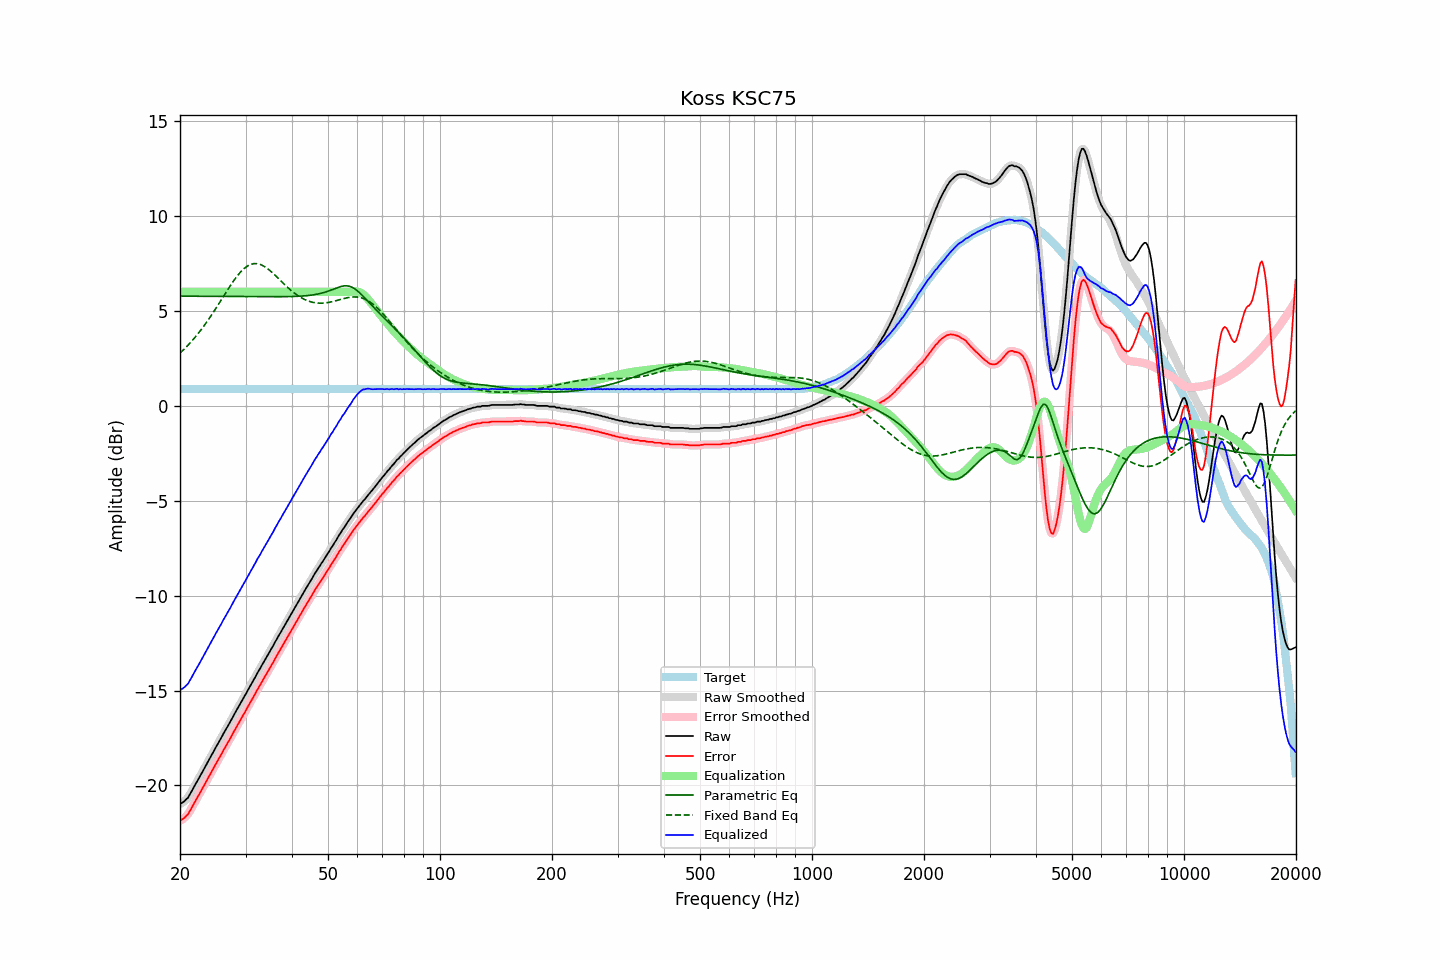 Koss KSC75
Amplitude (dBr)
15
10
5
0
−5
−10
−15
−20
Target
Raw Smoothed
Error Smoothed
Raw
Error
Equalization
Parametric Eq
Fixed Band Eq
Equalized
20
50
100
200
500
1000
2000
5000
10000
20000
Frequency (Hz)